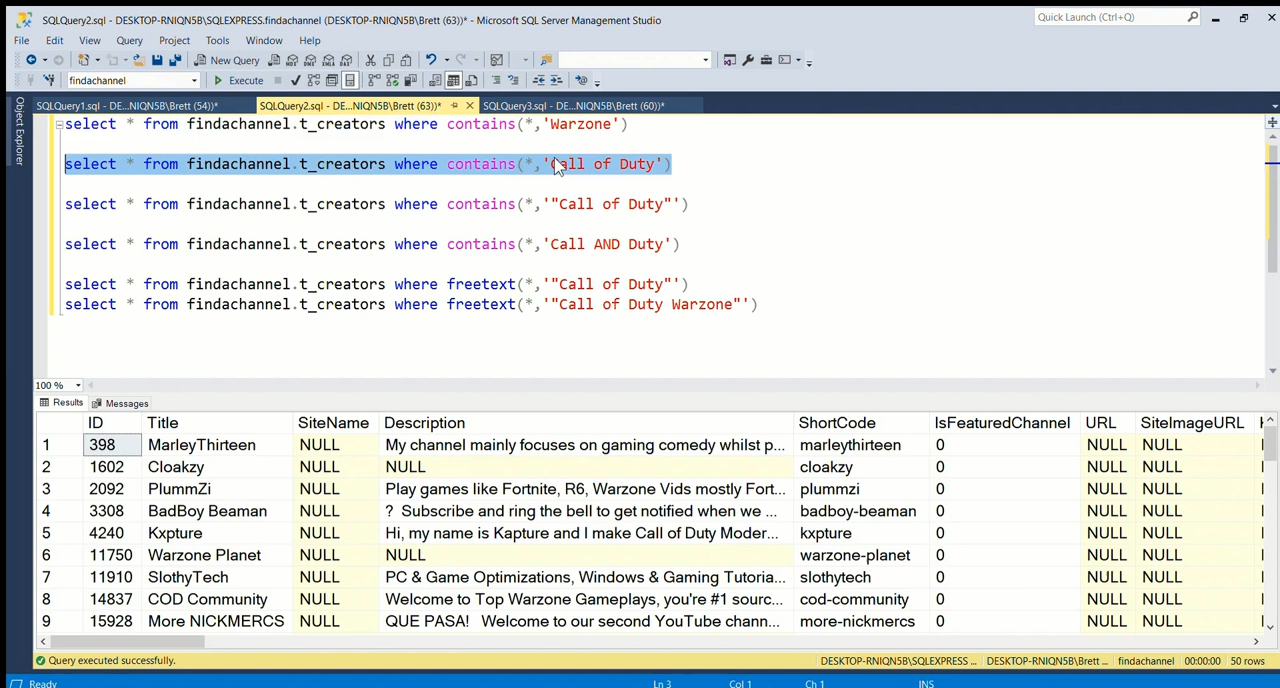 SQLQuery2.sql - DESKTOP-RNIQN5B\SQLEXPRESS.findachannel (DESKTOP-RNIQN5B\Brett (63))* - Microsoft SQL Server Management Studio
Quick Launch (Ctrl+Q)
File Edit View Query Project Tools Window Help
New Query
findachannel Execute
Object Explorer
SQLQuery1.sql - DE...NIQN5B\Brett (54))* SQLQuery2.sql - DE...NIQN5B\Brett (63))* SQLQuery3.sql - DE...NIQN5B\Brett (60))*
select * from findachannel.t_creators where contains(*,'Warzone')
select * from findachannel.t_creators where contains(*,'Call of Duty')
select * from findachannel.t_creators where contains(*,'"Call of Duty"')
select * from findachannel.t_creators where contains(*,'Call AND Duty')
select * from findachannel.t_creators where freetext(*,'"Call of Duty"')
select * from findachannel.t_creators where freetext(*,'"Call of Duty Warzone"')
100 %
Results Messages
ID Title SiteName Description ShortCode IsFeaturedChannel URL SiteImageURL
1 398 MarleyThirteen NULL My channel mainly focuses on gaming comedy whilst p... marleythirteen 0 NULL NULL
2 1602 Cloakzy NULL NULL cloakzy 0 NULL NULL
3 2092 PlummZi NULL Play games like Fortnite, R6, Warzone Vids mostly Fort... plummzi 0 NULL NULL
4 3308 BadBoy Beaman NULL ? Subscribe and ring the bell to get notified when we ... badboy-beaman 0 NULL NULL
5 4240 Kxpture NULL Hi, my name is Kapture and I make Call of Duty Moder... kxpture 0 NULL NULL
6 11750 Warzone Planet NULL NULL warzone-planet 0 NULL NULL
7 11910 SlothyTech NULL PC & Game Optimizations, Windows & Gaming Tutoria... slothytech 0 NULL NULL
8 14837 COD Community NULL Welcome to Top Warzone Gameplays, you're #1 sourc... cod-community 0 NULL NULL
9 15928 More NICKMERCS NULL QUE PASA! Welcome to our second YouTube chann... more-nickmercs 0 NULL NULL
Query executed successfully. DESKTOP-RNIQN5B\SQLEXPRESS ... DESKTOP-RNIQN5B\Brett ... findachannel 00:00:00 50 rows
Ready Ln 3 Col 1 Ch 1 INS